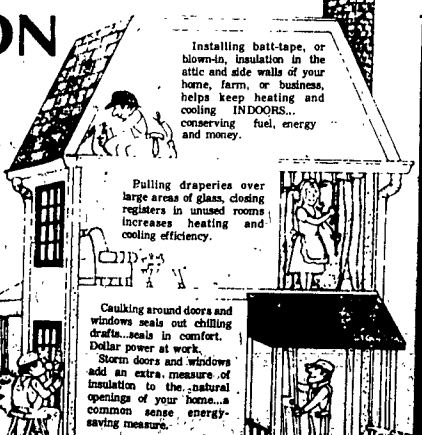 ON
Installing batt-tape, or
blown-in, insulation in the
attic and side walls of your
home, farm, or business,
helps keep heating and
cooling INDOORS...
conserving fuel, energy
and money.
Pulling draperies over
large areas of glass, closing
registers in unused rooms
increases heating and
cooling efficiency.
Caulking around doors and
windows seals out chilling
drafts...seals in comfort.
Dollar power at work.
Storm doors and windows
add an extra measure of
insulation to the natural
openings of your home...a
common sense energy-
saving measure.